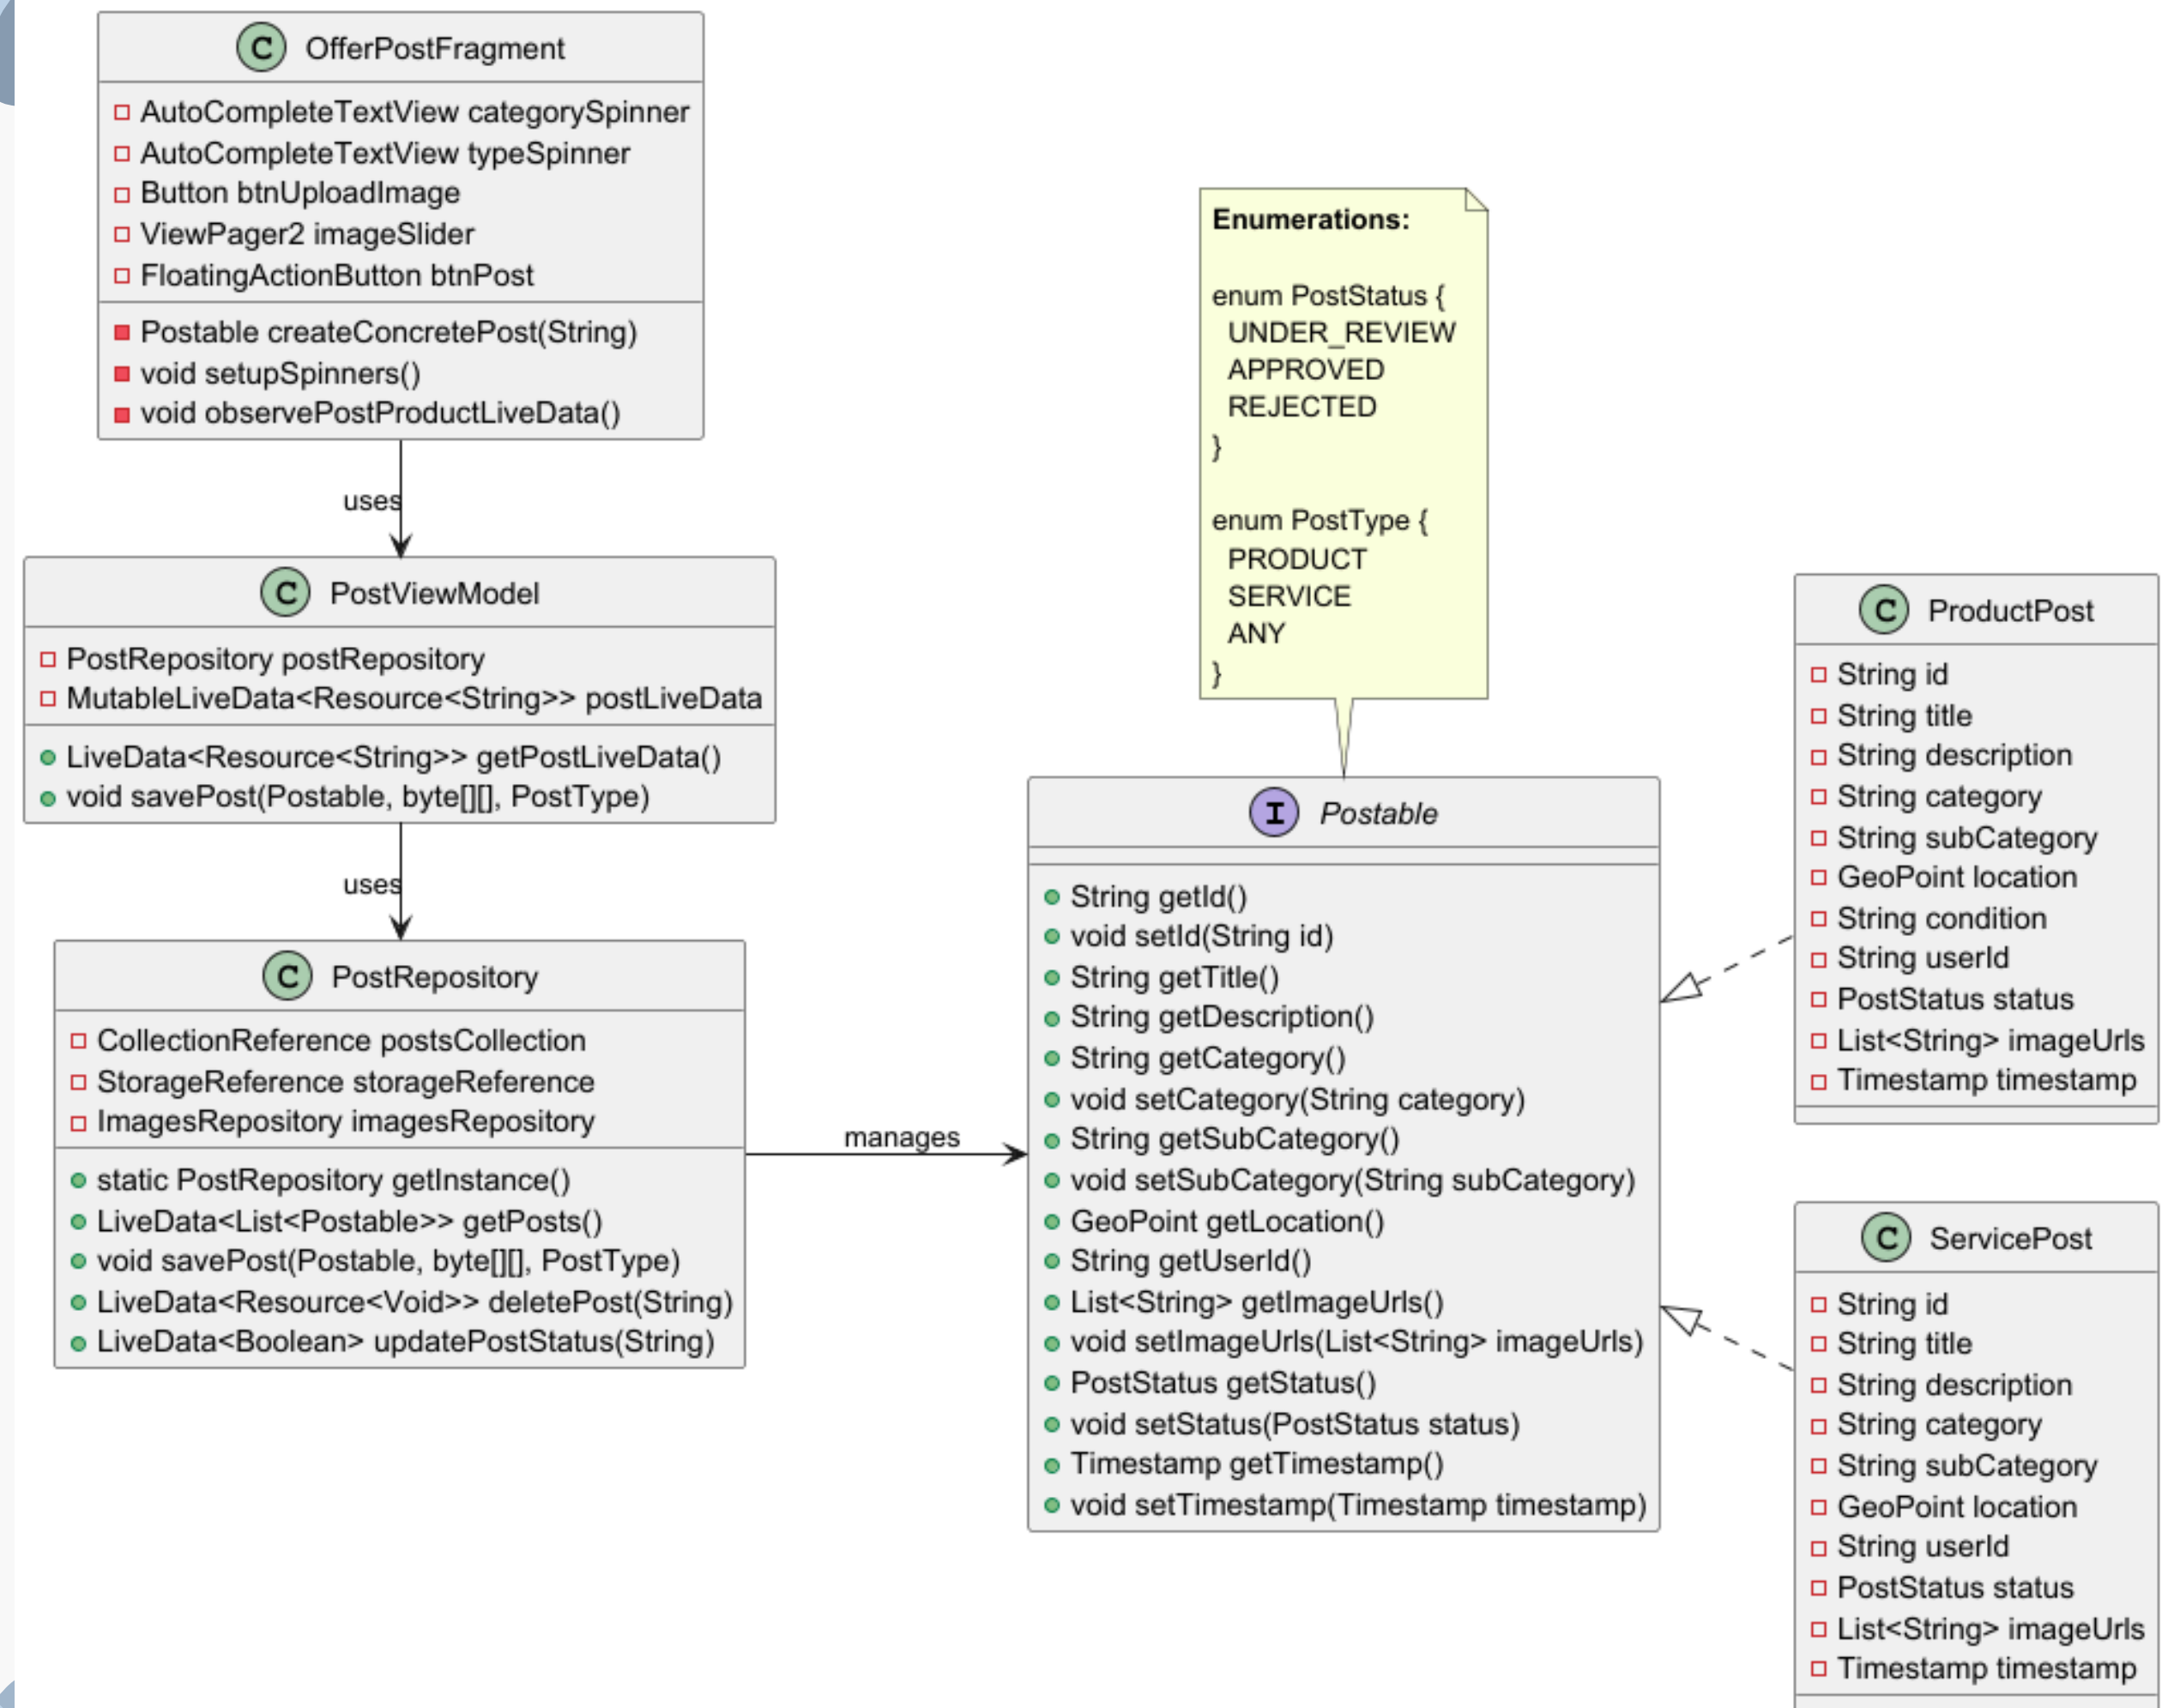 C OfferPostFragment
AutoCompleteTextView categorySpinner
AutoCompleteTextView typeSpinner
Button btnUploadImage
ViewPager2 imageSlider
FloatingActionButton btnPost
Postable createConcretePost(String)
void setupSpinners()
void observePostProductLiveData()
uses
C PostViewModel
PostRepository postRepository
MutableLiveData<Resource<String>> postLiveData
LiveData<Resource<String>> getPostLiveData()
void savePost(Postable, byte[][], PostType)
uses
C PostRepository
CollectionReference postsCollection
StorageReference storageReference
ImagesRepository imagesRepository
static PostRepository getInstance()
LiveData<List<Postable>> getPosts()
void savePost(Postable, byte[][], PostType)
LiveData<Resource<Void>> deletePost(String)
LiveData<Boolean> updatePostStatus(String)
manages
Enumerations:
enum PostStatus {
UNDER_REVIEW
APPROVED
REJECTED
}
enum PostType {
PRODUCT
SERVICE
ANY
}
I Postable
String getId()
void setId(String id)
String getTitle()
String getDescription()
String getCategory()
void setCategory(String category)
String getSubCategory()
void setSubCategory(String subCategory)
GeoPoint getLocation()
String getUserId()
List<String> getImageUrls()
void setImageUrls(List<String> imageUrls)
PostStatus getStatus()
void setStatus(PostStatus status)
Timestamp getTimestamp()
void setTimestamp(Timestamp timestamp)
C ProductPost
String id
String title
String description
String category
String subCategory
GeoPoint location
String condition
String userId
PostStatus status
List<String> imageUrls
Timestamp timestamp
C ServicePost
String id
String title
String description
String category
String subCategory
GeoPoint location
String userId
PostStatus status
List<String> imageUrls
Timestamp timestamp